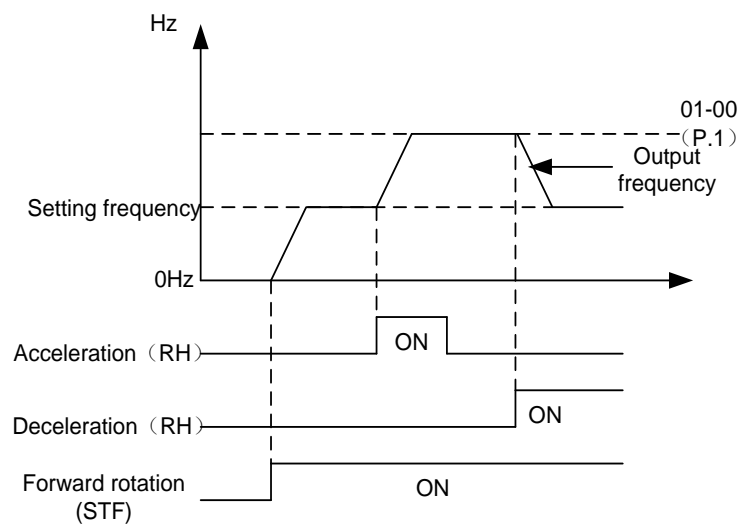 Hz
01-00
（P.1）
Output
frequency
Setting frequency
0Hz
Acceleration（RH）
ON
Deceleration（RH）
ON
Forward rotation
(STF)
ON